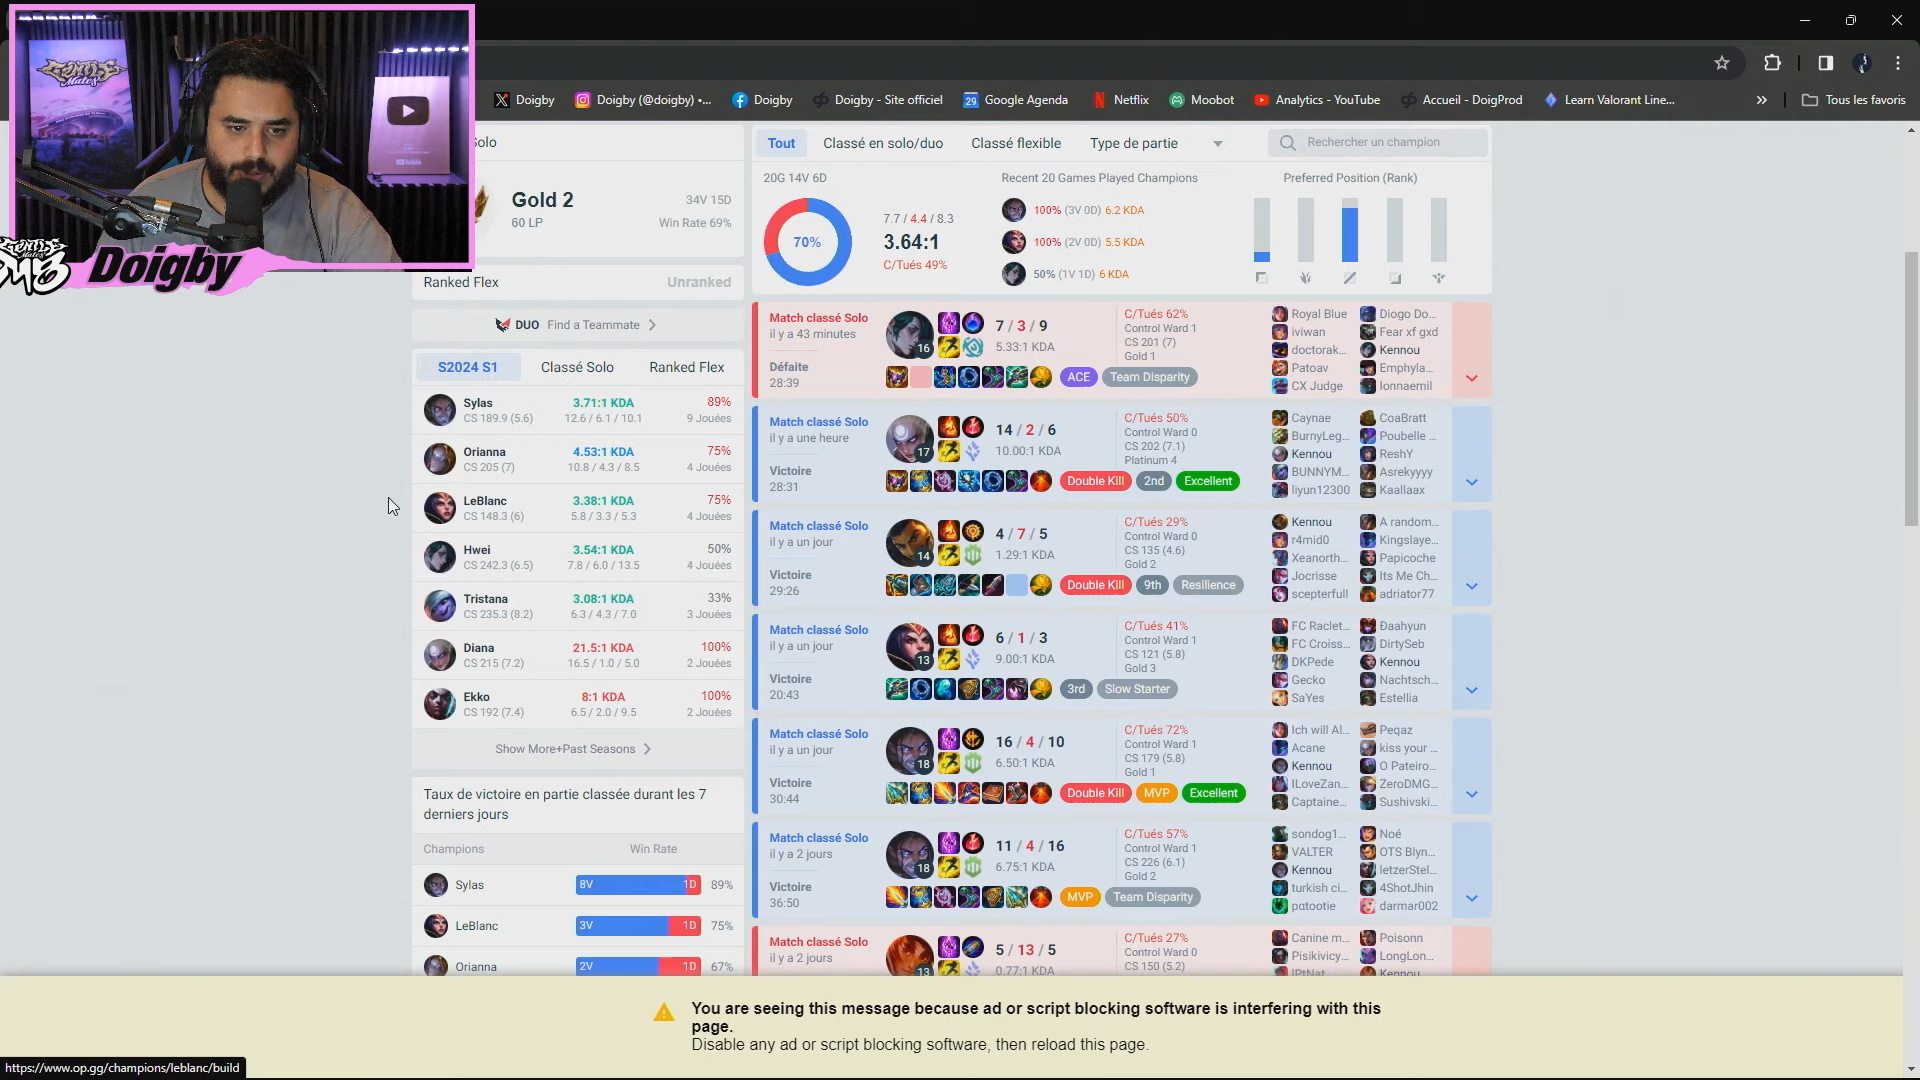 GENTLE
Mates
GENTLE
Mates
Doigby
YouTube
Doigby
Doigby (@doigby) •...
Doigby
Doigby - Site officiel
29
Google Agenda
Netflix
Moobot
Analytics - YouTube
Accueil - DoigProd
Learn Valorant Line...
Tous les favoris
olo
Gold 2
60 LP
34V 15D
Win Rate 69%
Ranked Flex
Unranked
DUO Find a Teammate
S2024 S1
Classé Solo
Ranked Flex
Sylas
CS 189.9 (5.6)
3.71:1 KDA
12.6 / 6.1 / 10.1
89%
9 Jouées
Orianna
CS 205 (7)
4.53:1 KDA
10.8 / 4.3 / 8.5
75%
4 Jouées
LeBlanc
CS 148.3 (6)
3.38:1 KDA
5.8 / 3.3 / 5.3
75%
4 Jouées
Hwei
CS 242.3 (6.5)
3.54:1 KDA
7.8 / 6.0 / 13.5
50%
4 Jouées
Tristana
CS 235.3 (8.2)
3.08:1 KDA
6.3 / 4.3 / 7.0
33%
3 Jouées
Diana
CS 215 (7.2)
21.5:1 KDA
16.5 / 1.0 / 5.0
100%
2 Jouées
Ekko
CS 192 (7.4)
8:1 KDA
6.5 / 2.0 / 9.5
100%
2 Jouées
Show More+Past Seasons
Taux de victoire en partie classée durant les 7
derniers jours
Champions
Win Rate
Sylas
8V
1D
89%
LeBlanc
3V
1D
75%
Orianna
2V
1D
67%
Tout
Classé en solo/duo
Classé flexible
Type de partie
Rechercher un champion
20G 14V 6D
70%
7.7 / 4.4 / 8.3
3.64:1
C/Tués 49%
Recent 20 Games Played Champions
100% (3V 0D) 6.2 KDA
100% (2V 0D) 5.5 KDA
50% (1V 1D) 6 KDA
Preferred Position (Rank)
Match classé Solo
il y a 43 minutes
Défaite
28:39
16
7 / 3 / 9
5.33:1 KDA
ACE
Team Disparity
C/Tués 62%
Control Ward 1
CS 201 (7)
Gold 1
Royal Blue
iviwan
doctorak...
Patoav
CX Judge
Diogo Do...
Fear xf gxd
Kennou
Emphyla...
Ionnaemil
Match classé Solo
il y a une heure
Victoire
28:31
17
14 / 2 / 6
10.00:1 KDA
Double Kill
2nd
Excellent
C/Tués 50%
Control Ward 0
CS 202 (7.1)
Platinum 4
Caynae
BurnyLeg...
Kennou
BUNNYM...
liyun12300
CoaBratt
Poubelle ...
ReshY
Asrekyyyy
Kaallaax
Match classé Solo
il y a un jour
Victoire
29:26
14
4 / 7 / 5
1.29:1 KDA
Double Kill
9th
Resilience
C/Tués 29%
Control Ward 0
CS 135 (4.6)
Gold 2
Kennou
r4mid0
Xeanorth...
Jocrisse
scepterfull
A random...
Kingslaye...
Papicoche
Its Me Ch...
adriator77
Match classé Solo
il y a un jour
Victoire
20:43
13
6 / 1 / 3
9.00:1 KDA
3rd
Slow Starter
C/Tués 41%
Control Ward 1
CS 121 (5.8)
Gold 3
FC Raclet...
FC Croiss...
DKPede
Gecko
SaYes
Daahyun
DirtySeb
Kennou
Nachtsch...
Estellia
Match classé Solo
il y a un jour
Victoire
30:44
18
16 / 4 / 10
6.50:1 KDA
Double Kill
MVP
Excellent
C/Tués 72%
Control Ward 1
CS 179 (5.8)
Gold 1
Ich will Al...
Acane
Kennou
ILoveZan...
Captaine...
Peqaz
kiss your ...
O Pateiro...
ZeroDMG...
Sushivski...
Match classé Solo
il y a 2 jours
Victoire
36:50
18
11 / 4 / 16
6.75:1 KDA
MVP
Team Disparity
C/Tués 57%
Control Ward 1
CS 226 (6.1)
Gold 2
sondog1...
VALTER
Kennou
turkish ci...
patootie
Noé
OTS Blyn...
letzerStel...
4ShotJhin
darmar002
Match classé Solo
il y a 2 jours
13
5 / 13 / 5
0.77:1 KDA
C/Tués 27%
Control Ward 0
CS 150 (5.2)
Canine m...
Pisikivicy...
IPtNat
Poisonn
LongLon...
Kennou
You are seeing this message because ad or script blocking software is interfering with this
page.
Disable any ad or script blocking software, then reload this page.
https://www.op.gg/champions/leblanc/build